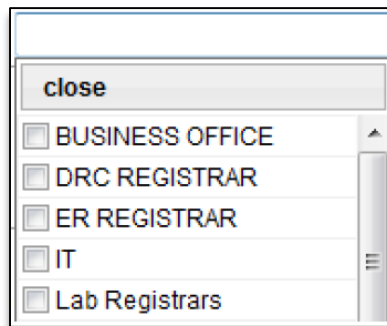 close
BUSINESS OFFICE
DRC REGISTRAR
ER REGISTRAR
IT
Lab Registrars